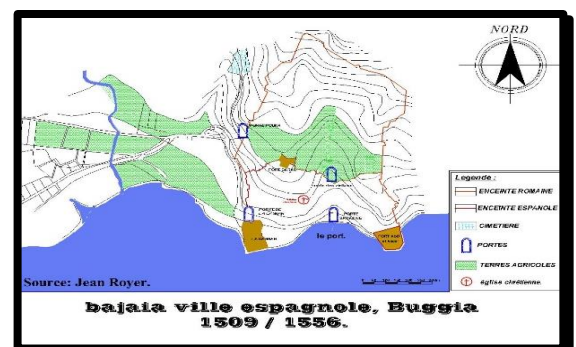 NORD
le port.
Legende :
ENCEINTE ROMAINE
ENCEINTE ESPANOLE
CIMETIERE
PORTES
TERRES AGRICOLES
église chrétienne.
Source: Jean Royer.
bajaia ville espagnole, Buggia
1509 / 1556.